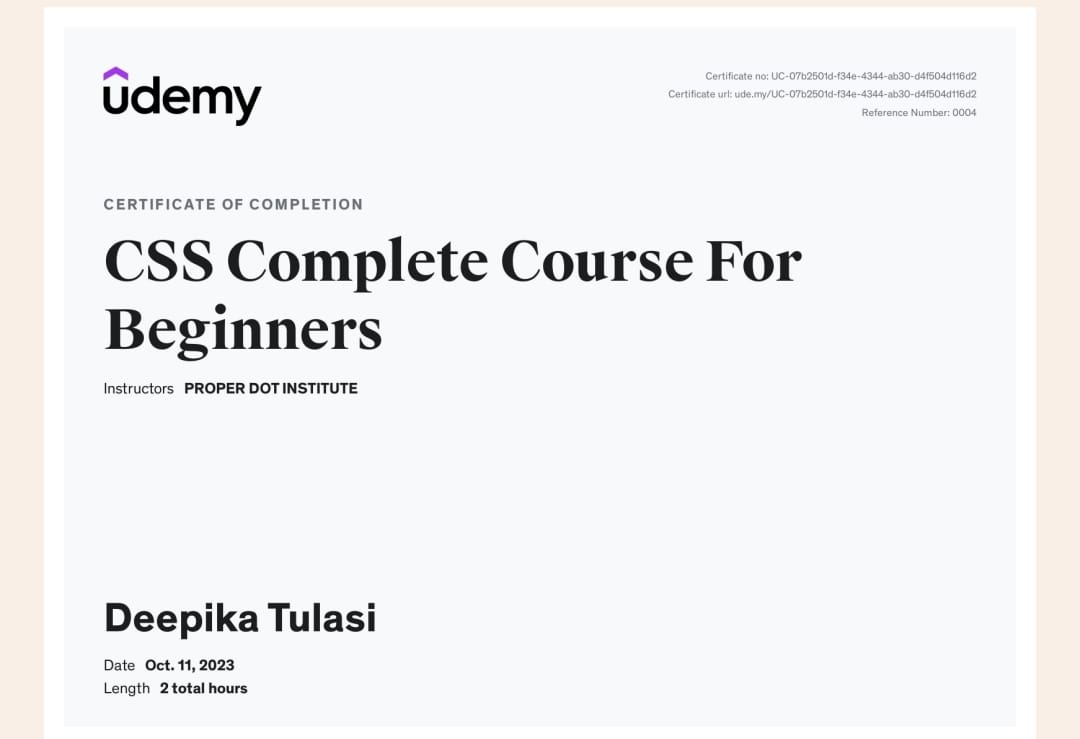 udemy
Certificate no: UC-07b2501d-f34e-4344-ab30-d4f504d116d2
Certificate url: ude.my/UC-07b2501d-f34e-4344-ab30-d4f504d116d2
Reference Number: 0004
CERTIFICATE OF COMPLETION
CSS Complete Course For
Beginners
Instructors PROPER DOT INSTITUTE
Deepika Tulasi
Date Oct. 11, 2023
Length 2 total hours